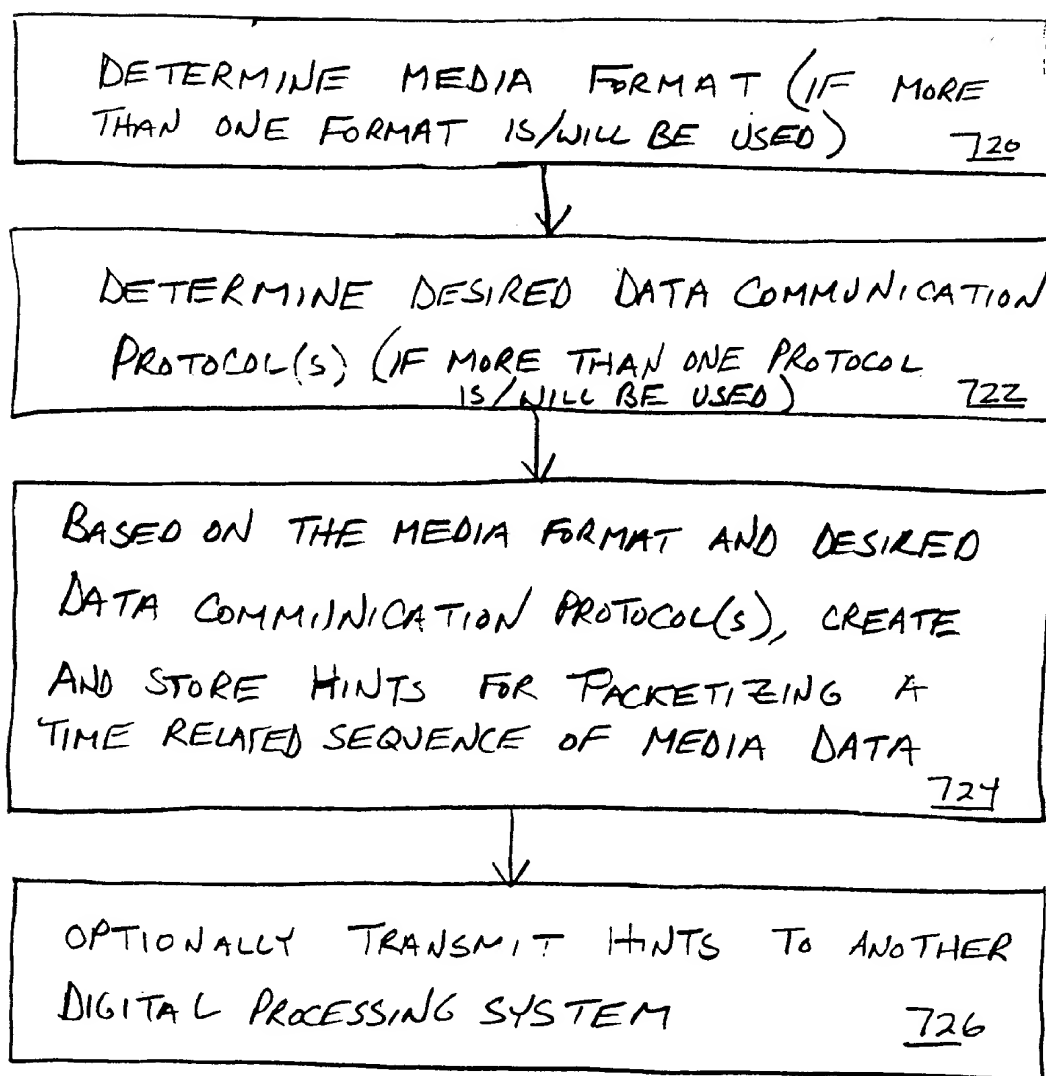 DETERMINE MEDIA FORMAT (IF MORE
THAN ONE FORMAT IS/WILL BE USED) 720
DETERMINE DESIRED DATA COMMUNICATION
PROTOCOL(S) (IF MORE THAN ONE PROTOCOL
IS/WILL BE USED) 722
BASED ON THE MEDIA FORMAT AND DESIRED
DATA COMMUNICATION PROTOCOL(S), CREATE
AND STORE HINTS FOR PACKETIZING A
TIME RELATED SEQUENCE OF MEDIA DATA
724
OPTIONALLY TRANSMIT HINTS TO ANOTHER
DIGITAL PROCESSING SYSTEM 726